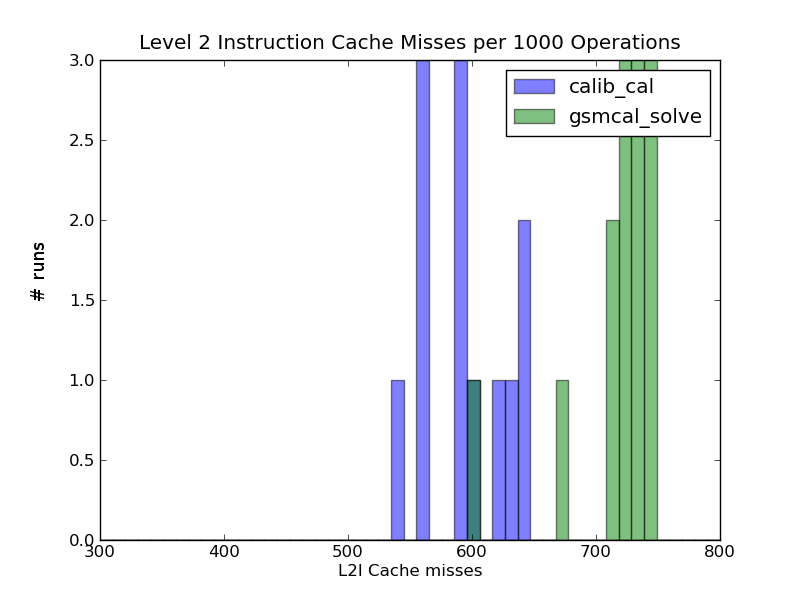 Level 2 Instruction Cache Misses per 1000 Operations
3.0
2.5
2.0
1.5
1.0
0.5
0.0
# runs
calib_cal
gsmcal_solve
300 400 500 600 700 800
L2I Cache misses